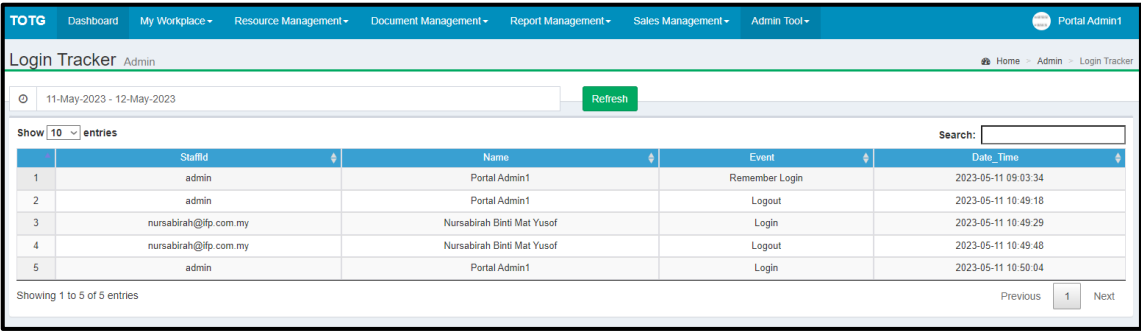 TOTG Dashboard My Workplace Resource Management Document Management Report Management Sales Management Admin Tool Portal Admin1
Login Tracker Admin Home > Admin > Login Tracker
11-May-2023 - 12-May-2023 Refresh
Show 10 entries Search:
StaffId Name Event Date_Time
1 admin Portal Admin1 Remember Login 2023-05-11 09:03:34
2 admin Portal Admin1 Logout 2023-05-11 10:49:18
3 nursabirah@ifp.com.my Nursabirah Binti Mat Yusof Login 2023-05-11 10:49:29
4 nursabirah@ifp.com.my Nursabirah Binti Mat Yusof Logout 2023-05-11 10:49:48
5 admin Portal Admin1 Login 2023-05-11 10:50:04
Showing 1 to 5 of 5 entries Previous 1 Next